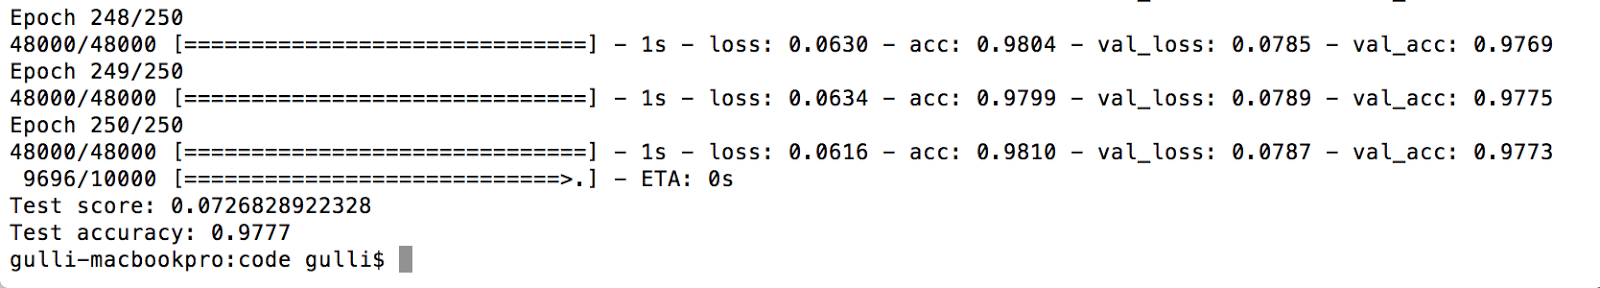 Epoch 248/250
48000/48000 [==============================] - 1s - loss: 0.0630 - acc: 0.9804 - val_loss: 0.0785 - val_acc: 0.9769
Epoch 249/250
48000/48000 [==============================] - 1s - loss: 0.0634 - acc: 0.9799 - val_loss: 0.0789 - val_acc: 0.9775
Epoch 250/250
48000/48000 [==============================] - 1s - loss: 0.0616 - acc: 0.9810 - val_loss: 0.0787 - val_acc: 0.9773
 9696/10000 [============================>.] - ETA: 0s
Test score: 0.0726828922328
Test accuracy: 0.9777
gulli-macbookpro:code gulli$